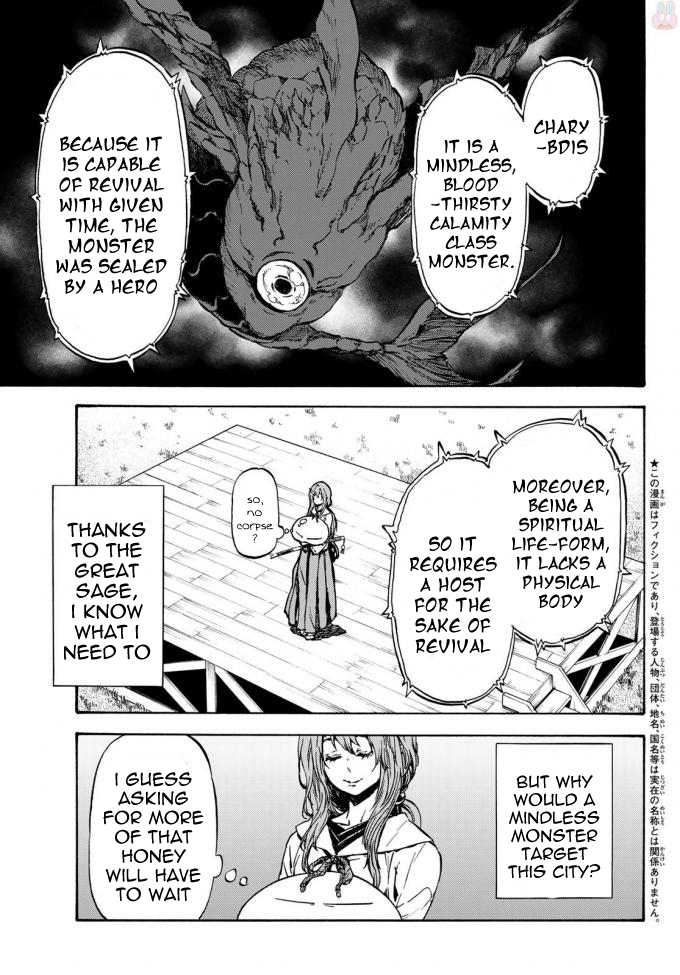 CHARY
-BDIS
IT IS A
MINDLESS,
BLOOD
-THIRSTY
CALAMITY
CLASS
MONSTER.
BECAUSE IT
IS CAPABLE
OF REVIVAL
WITH GIVEN
TIME, THE
MONSTER
WAS SEALED
BY A HERO
MOREOVER,
BEING A
SPIRITUAL
LIFE-FORM,
IT LACKS A
PHYSICAL
BODY
SO IT
REQUIRES
A HOST
FOR THE
SAKE OF
REVIVAL
so,
no
corpse
?
THANKS
TO THE
GREAT
SAGE,
I KNOW
WHAT I
NEED TO
BUT WHY
WOULD A
MINDLESS
MONSTER
TARGET
THIS CITY?
I GUESS
ASKING
FOR MORE
OF THAT
HONEY
WILL HAVE
TO WAIT
★この漫画はフィクションであり、登場する人物、団体、地名、国名等は実在の名称とは関係ありません。